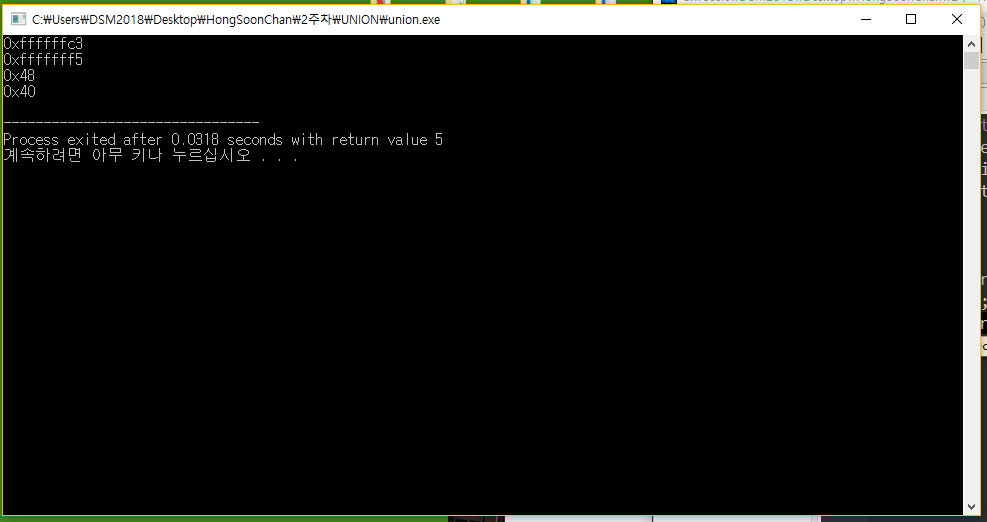 C:₩Users₩DSM2018₩Desktop₩HongSoonChan₩2주차₩UNION₩union.exe
0xffffffc3
0xfffffff5
0x48
0x40
--------------------------------
Process exited after 0.0318 seconds with return value 5
계속하려면 아무 키나 누르십시오 . . .